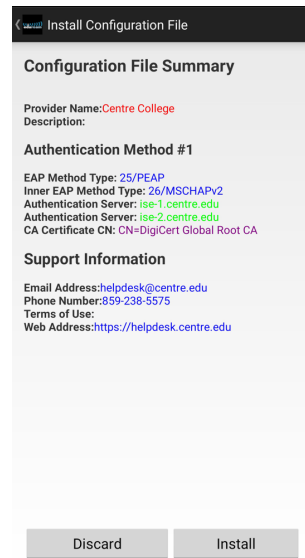 Install Configuration File
Configuration File Summary
Provider Name:Centre College
Description:
Authentication Method #1
EAP Method Type: 25/PEAP
Inner EAP Method Type: 26/MSCHAPv2
Authentication Server: ise-1.centre.edu
Authentication Server: ise-2.centre.edu
CA Certificate CN: CN=DigiCert Global Root CA
Support Information
Email Address:helpdesk@centre.edu
Phone Number:859-238-5575
Terms of Use:
Web Address:https://helpdesk.centre.edu
Discard
Install